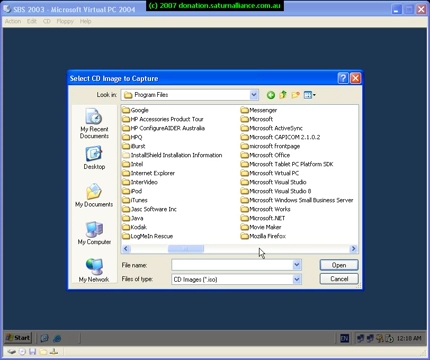 (c) 2007 donation.saturnalliance.com.au
SBS 2003 - Microsoft Virtual PC 2004
Action Edit CD Floppy Help
Select CD Image to Capture
Look in: Program Files
My Recent Documents
Desktop
My Documents
My Computer
My Network
Google
HP Accessories Product Tour
HP ConfigureAIDER Australia
HPQ
iBurst
InstallShield Installation Information
Intel
Internet Explorer
InterVideo
iPod
iTunes
Jasc Software Inc
Java
Kodak
LogMeIn Rescue
Messenger
Microsoft
Microsoft ActiveSync
Microsoft CAPICOM 2.1.0.2
microsoft frontpage
Microsoft Office
Microsoft Tablet PC Platform SDK
Microsoft Virtual PC
Microsoft Visual Studio
Microsoft Visual Studio 8
Microsoft Windows Small Business Server
Microsoft Works
Microsoft.NET
Movie Maker
Mozilla Firefox
File name:
Open
Files of type: CD Images (*.iso)
Cancel
Start
EN
12:18 AM